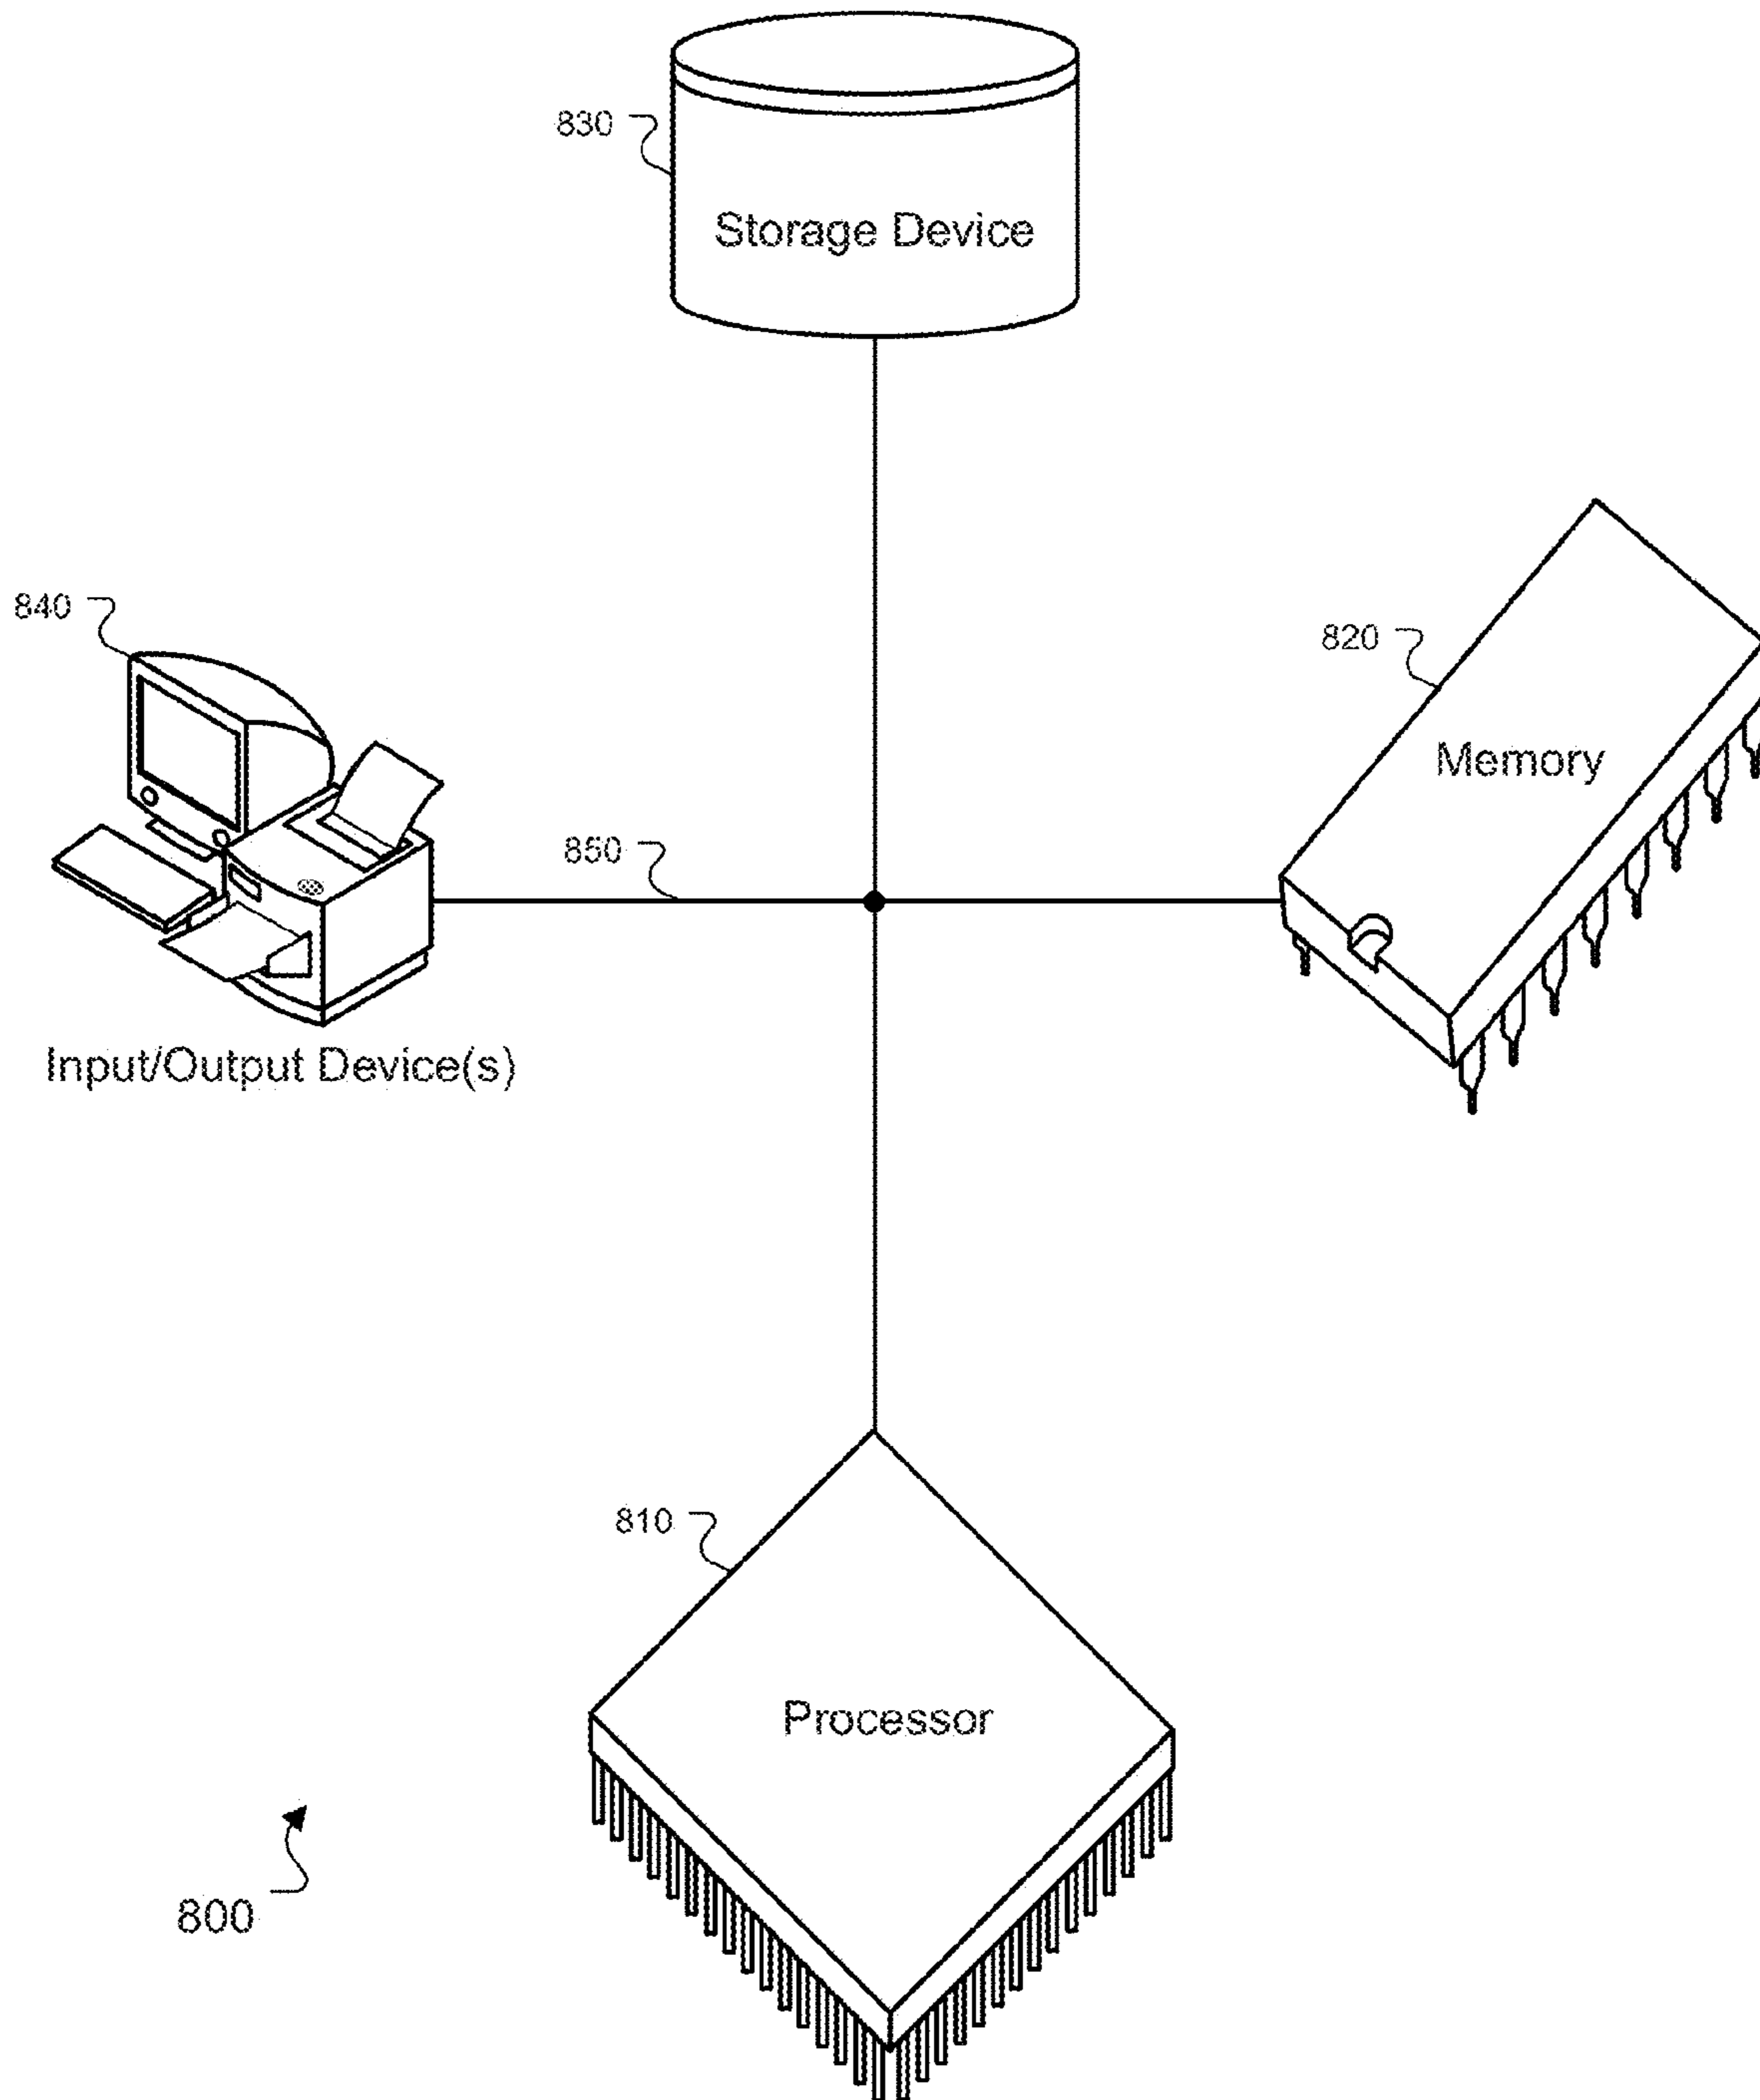 830
Storage Device
840
820
Memory
850
Input/Output Device(s)
810
Processor
800